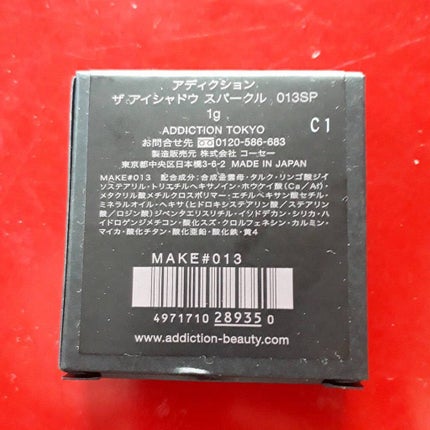 アディクション
ザ アイシャドウ スパークル 013SP
1g
ADDICTION TOKYO
C1
お問合せ先 0120-586-683
製造販売元 株式会社 コーセー
東京都中央区日本橋3-6-2 MADE IN JAPAN
MAKE#013 配合成分:合成金雲母・タルク・リンゴ酸ジイ
ソステアリル・トリエチルヘキサノイン・ホウケイ酸(Ca/Al)・
メタクリル酸メチルクロスポリマー・エチルヘキサン酸セチル・
ミネラルオイル・ヘキサ(ヒドロキシステアリン酸/ステアリン
酸/ロジン酸)ジペンタエリスリチル・イソドデカン・シリカ・ハ
イドロゲンジメチコン・酸化スズ・クロルフェネシン・カルミン・
マイカ・酸化チタン・酸化亜鉛・酸化鉄・黄4
MAKE#013
4971710 28935 0
www.addiction-beauty.com